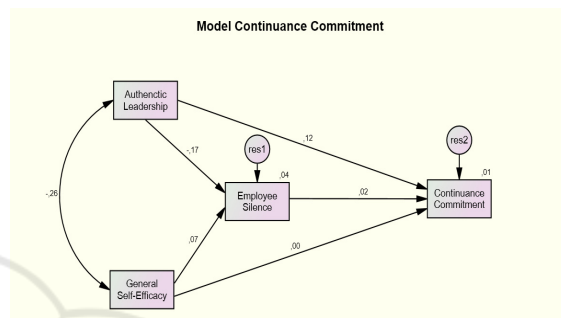 Model Continuance Commitment
Authenctic
Leadership
,12
res1
res2
-,17
,04
,01
-,26
Employee
Silence
,02
Continuance
Commitment
,07
,00
General
Self-Efficacy